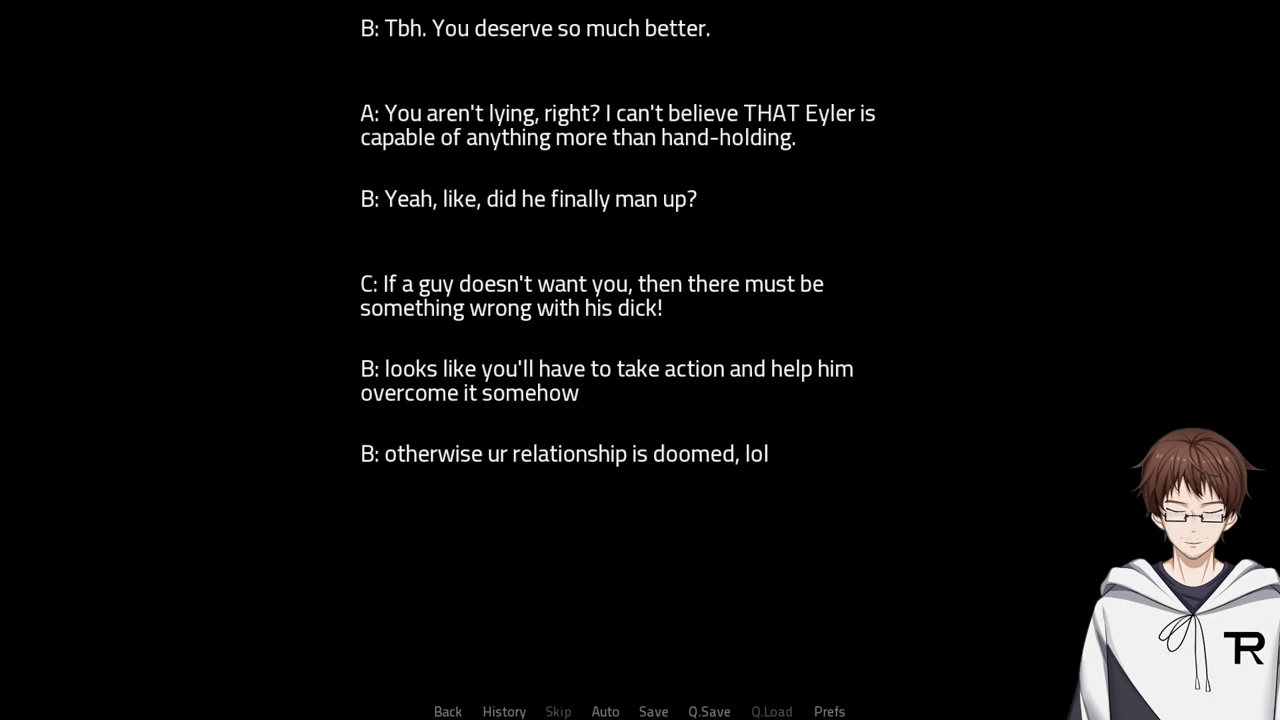 B: Tbh. You deserve so much better.
A: You aren't lying, right? I can't believe THAT Eyler is
capable of anything more than hand-holding.
B: Yeah, like, did he finally man up?
C: If a guy doesn't want you, then there must be
something wrong with his dick!
B: looks like you'll have to take action and help him
overcome it somehow
B: otherwise ur relationship is doomed, lol
TR
Back History Skip Auto Save Q.Save Q.Load Prefs